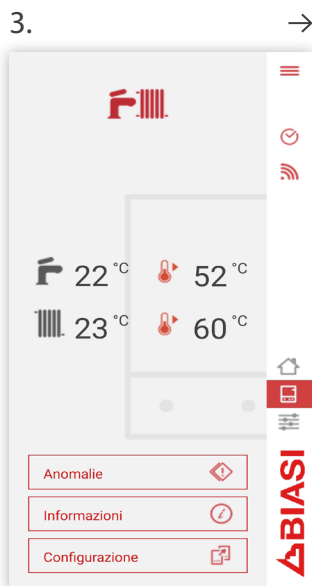 3.
22 °C 52 °C
23 °C 60 °C
Anomalie
Informazioni
Configurazione
BIASI